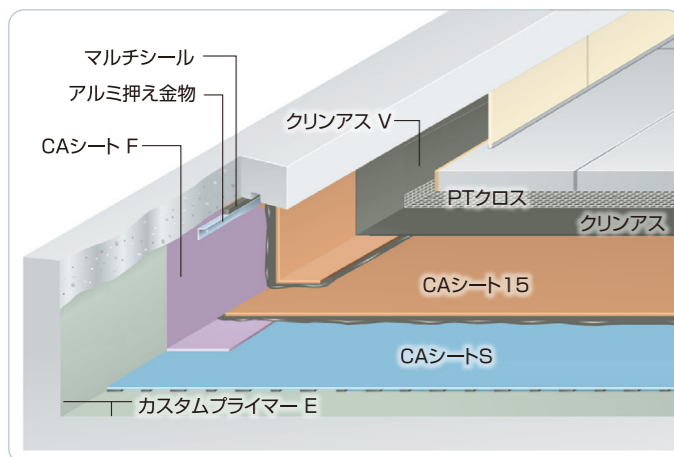 マルチシール
アルミ押え金物
CAシート F
クリンアス V
PTクロス
クリンアス
CAシート15
CAシートS
カスタムプライマー E